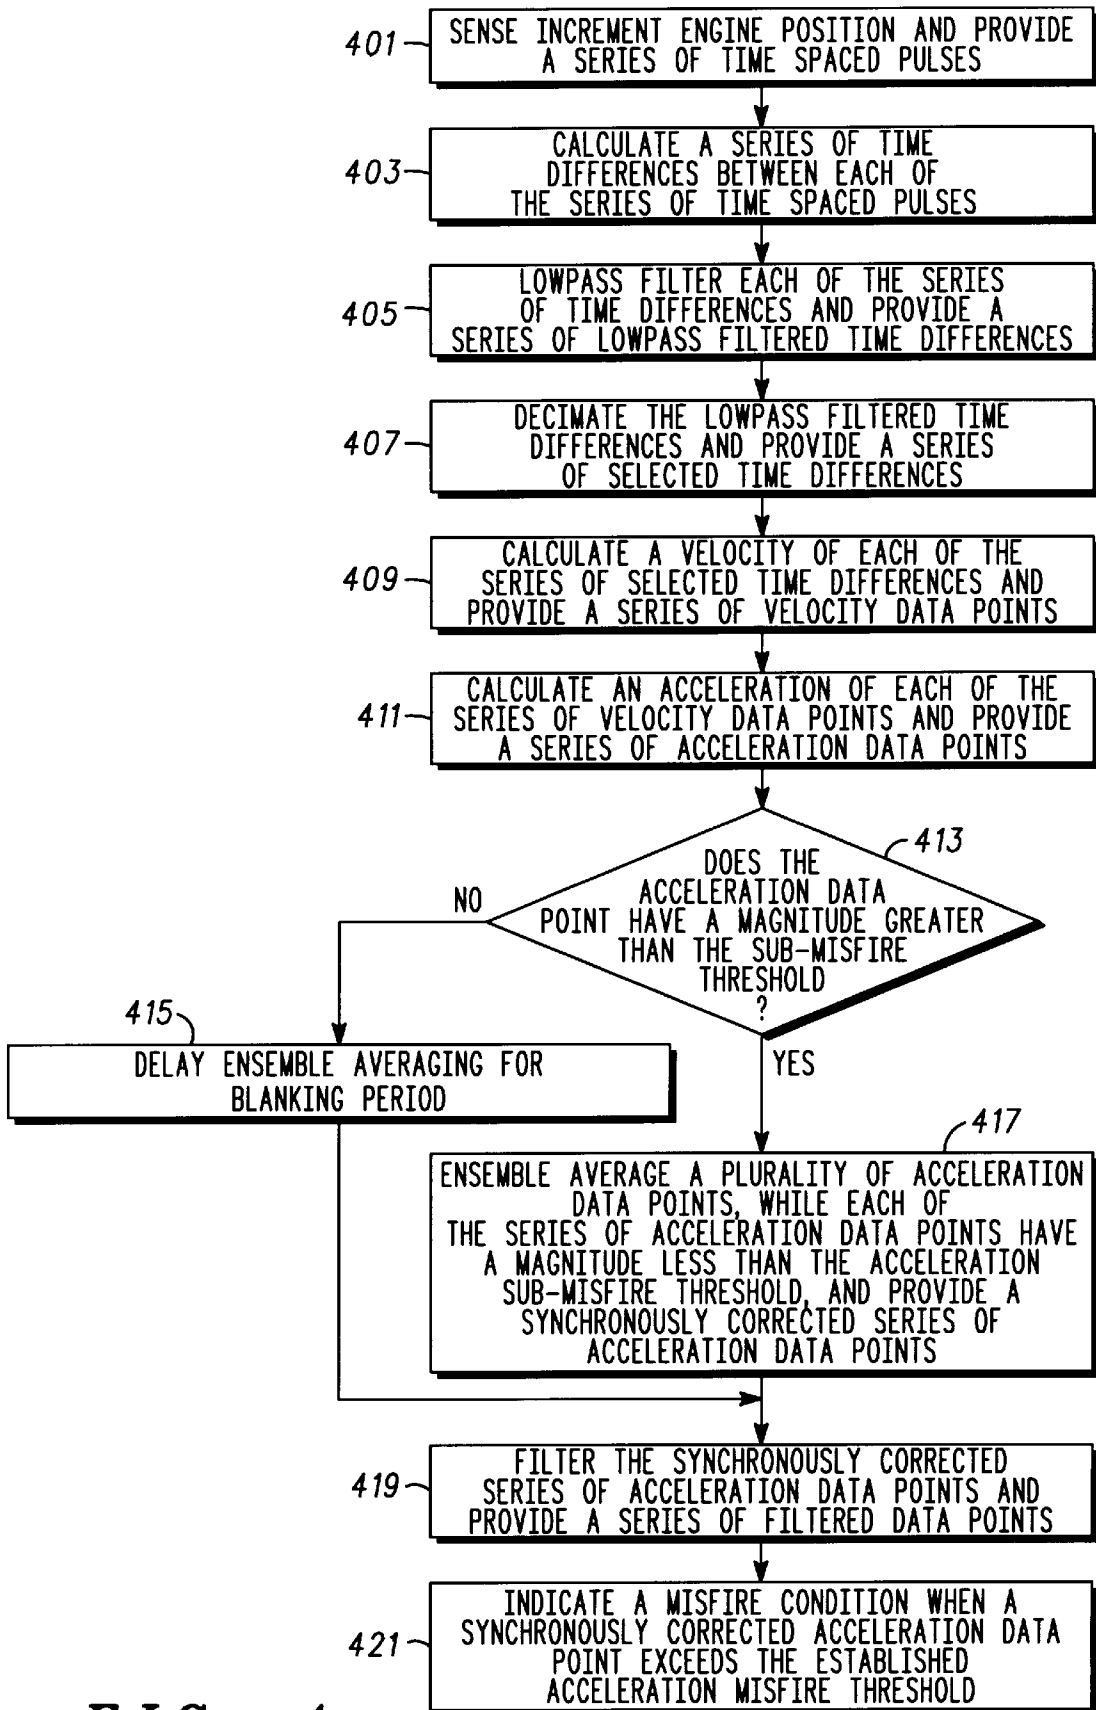 401
SENSE INCREMENT ENGINE POSITION AND PROVIDE
A SERIES OF TIME SPACED PULSES
403
CALCULATE A SERIES OF TIME
DIFFERENCES BETWEEN EACH OF
THE SERIES OF TIME SPACED PULSES
405
LOWPASS FILTER EACH OF THE SERIES
OF TIME DIFFERENCES AND PROVIDE A
SERIES OF LOWPASS FILTERED TIME DIFFERENCES
407
DECIMATE THE LOWPASS FILTERED TIME
DIFFERENCES AND PROVIDE A SERIES
OF SELECTED TIME DIFFERENCES
409
CALCULATE A VELOCITY OF EACH OF THE
SERIES OF SELECTED TIME DIFFERENCES AND
PROVIDE A SERIES OF VELOCITY DATA POINTS
411
CALCULATE AN ACCELERATION OF EACH OF THE
SERIES OF VELOCITY DATA POINTS AND PROVIDE
A SERIES OF ACCELERATION DATA POINTS
413
DOES THE
ACCELERATION DATA
POINT HAVE A MAGNITUDE GREATER
THAN THE SUB-MISFIRE
THRESHOLD
?
NO
YES
415
DELAY ENSEMBLE AVERAGING FOR
BLANKING PERIOD
417
ENSEMBLE AVERAGE A PLURALITY OF ACCELERATION
DATA POINTS, WHILE EACH OF
THE SERIES OF ACCELERATION DATA POINTS HAVE
A MAGNITUDE LESS THAN THE ACCELERATION
SUB-MISFIRE THRESHOLD, AND PROVIDE A
SYNCHRONOUSLY CORRECTED SERIES OF
ACCELERATION DATA POINTS
419
FILTER THE SYNCHRONOUSLY CORRECTED
SERIES OF ACCELERATION DATA POINTS AND
PROVIDE A SERIES OF FILTERED DATA POINTS
421
INDICATE A MISFIRE CONDITION WHEN A
SYNCHRONOUSLY CORRECTED ACCELERATION DATA
POINT EXCEEDS THE ESTABLISHED
ACCELERATION MISFIRE THRESHOLD